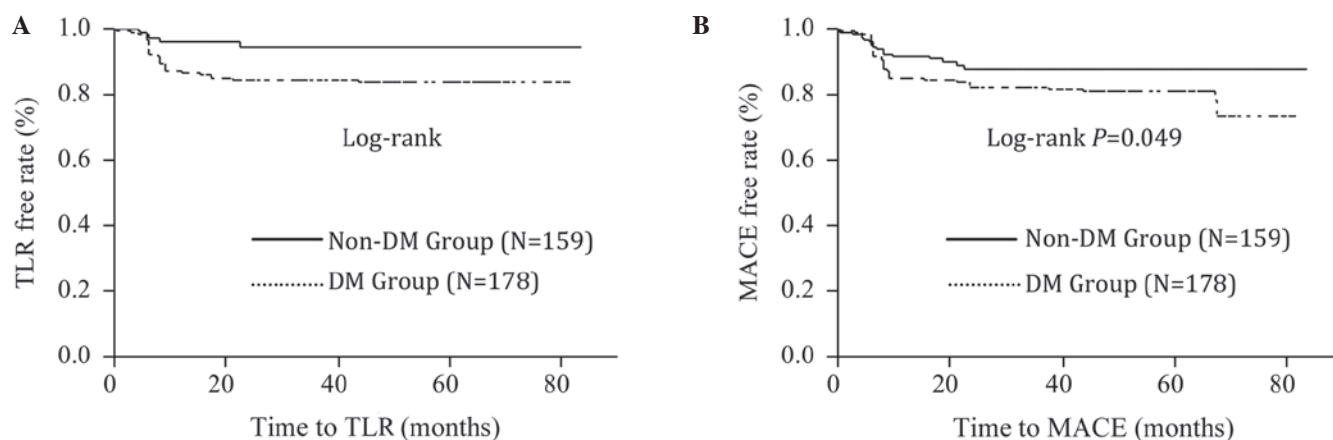 A
TLR free rate (%)
1.0
0.8
0.6
0.4
0.2
0.0
Log-rank
Non-DM Group (N=159)
DM Group (N=178)
0 20 40 60 80
Time to TLR (months)
B
MACE free rate (%)
1.0
0.8
0.6
0.4
0.2
0.0
Log-rank P=0.049
Non-DM Group (N=159)
DM Group (N=178)
0 20 40 60 80
Time to MACE (months)